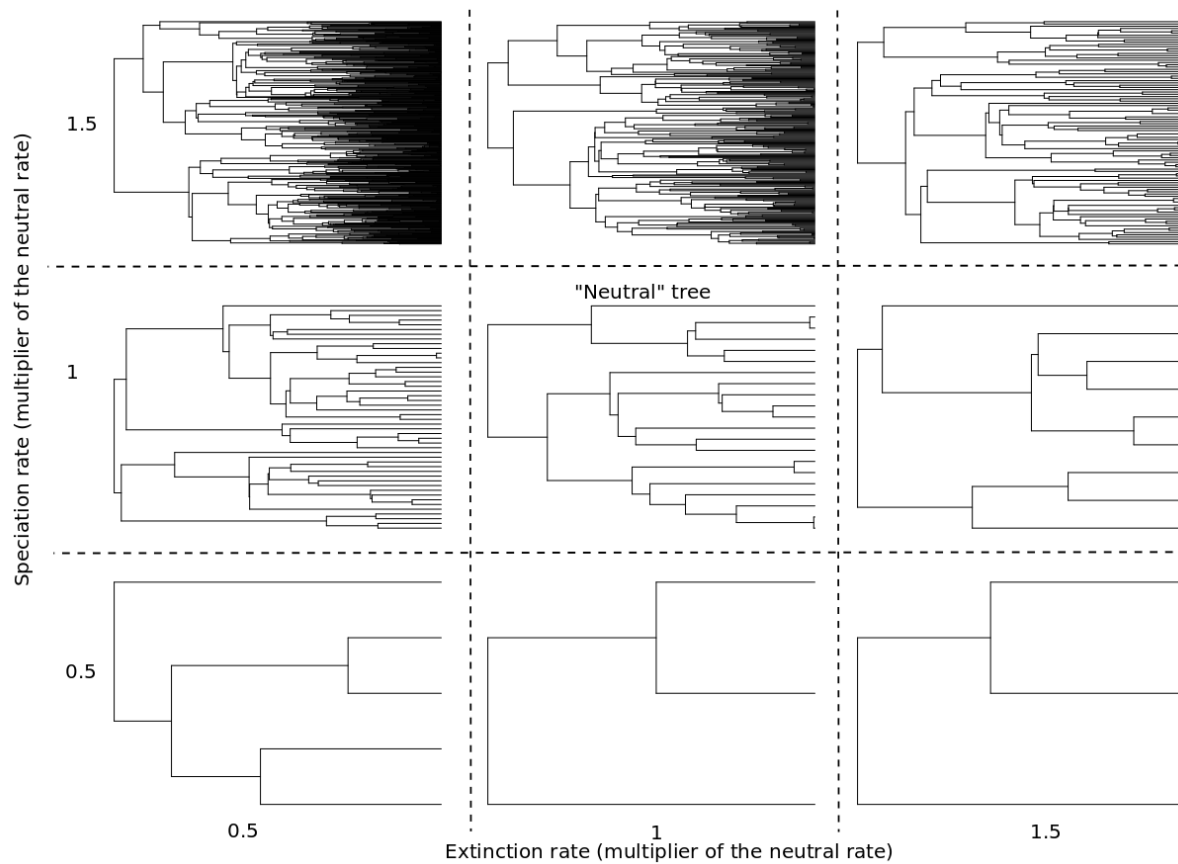 Speciation rate (multiplier of the neutral rate)
1.5
"Neutral" tree
1
0.5
0.5
1
1.5
Extinction rate (multiplier of the neutral rate)